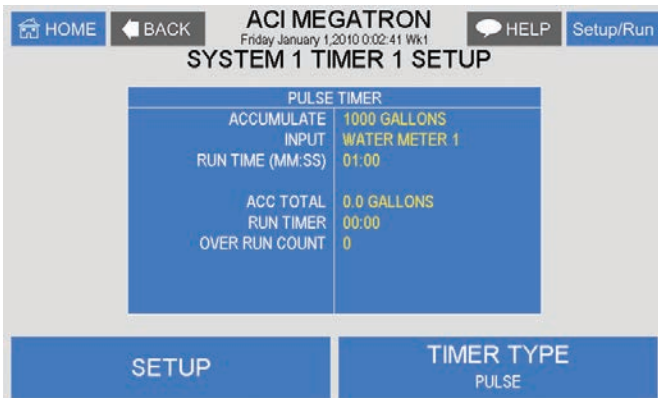 HOME
BACK
ACI MEGATRON
Friday January 1,2010 0:02:41 Wk1
HELP
Setup/Run
SYSTEM 1 TIMER 1 SETUP
PULSE TIMER
ACCUMULATE 1000 GALLONS
INPUT WATER METER 1
RUN TIME (MM:SS) 01:00
ACC TOTAL 0.0 GALLONS
RUN TIMER 00:00
OVER RUN COUNT 0
SETUP
TIMER TYPE
PULSE